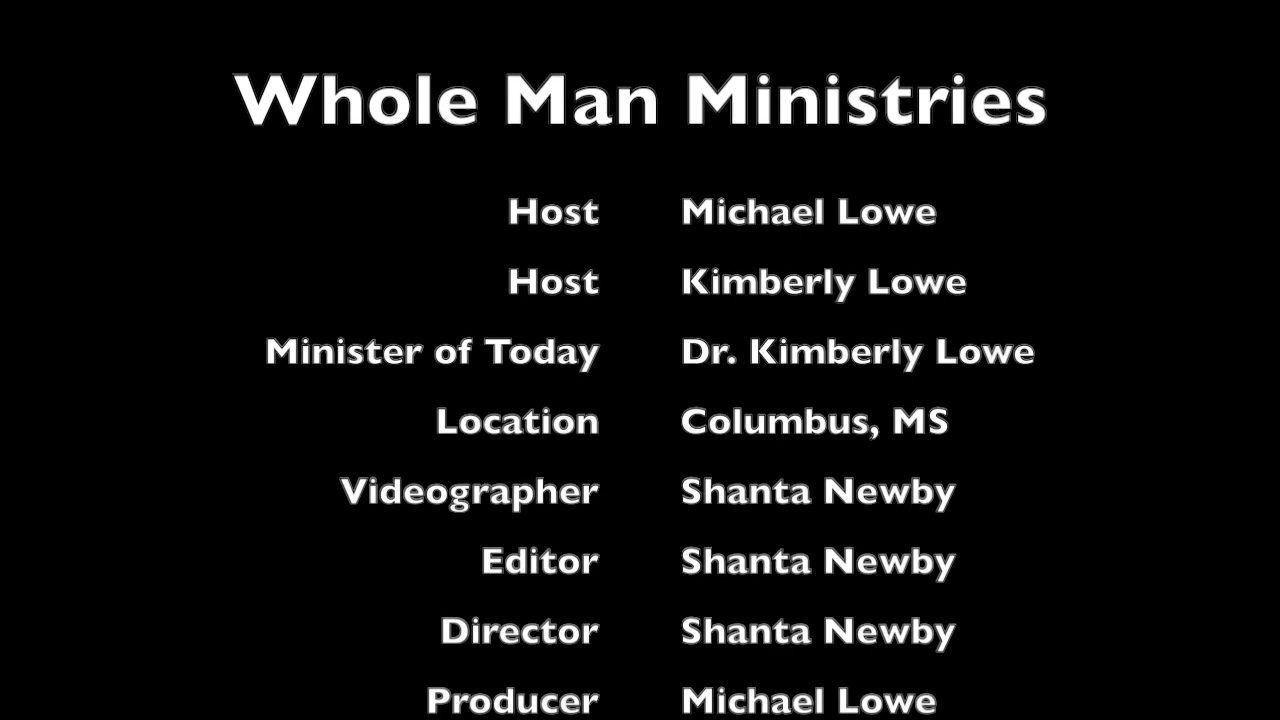 Whole Man Ministries
Host Michael Lowe
Host Kimberly Lowe
Minister of Today Dr. Kimberly Lowe
Location Columbus, MS
Videographer Shanta Newby
Editor Shanta Newby
Director Shanta Newby
Producer Michael Lowe